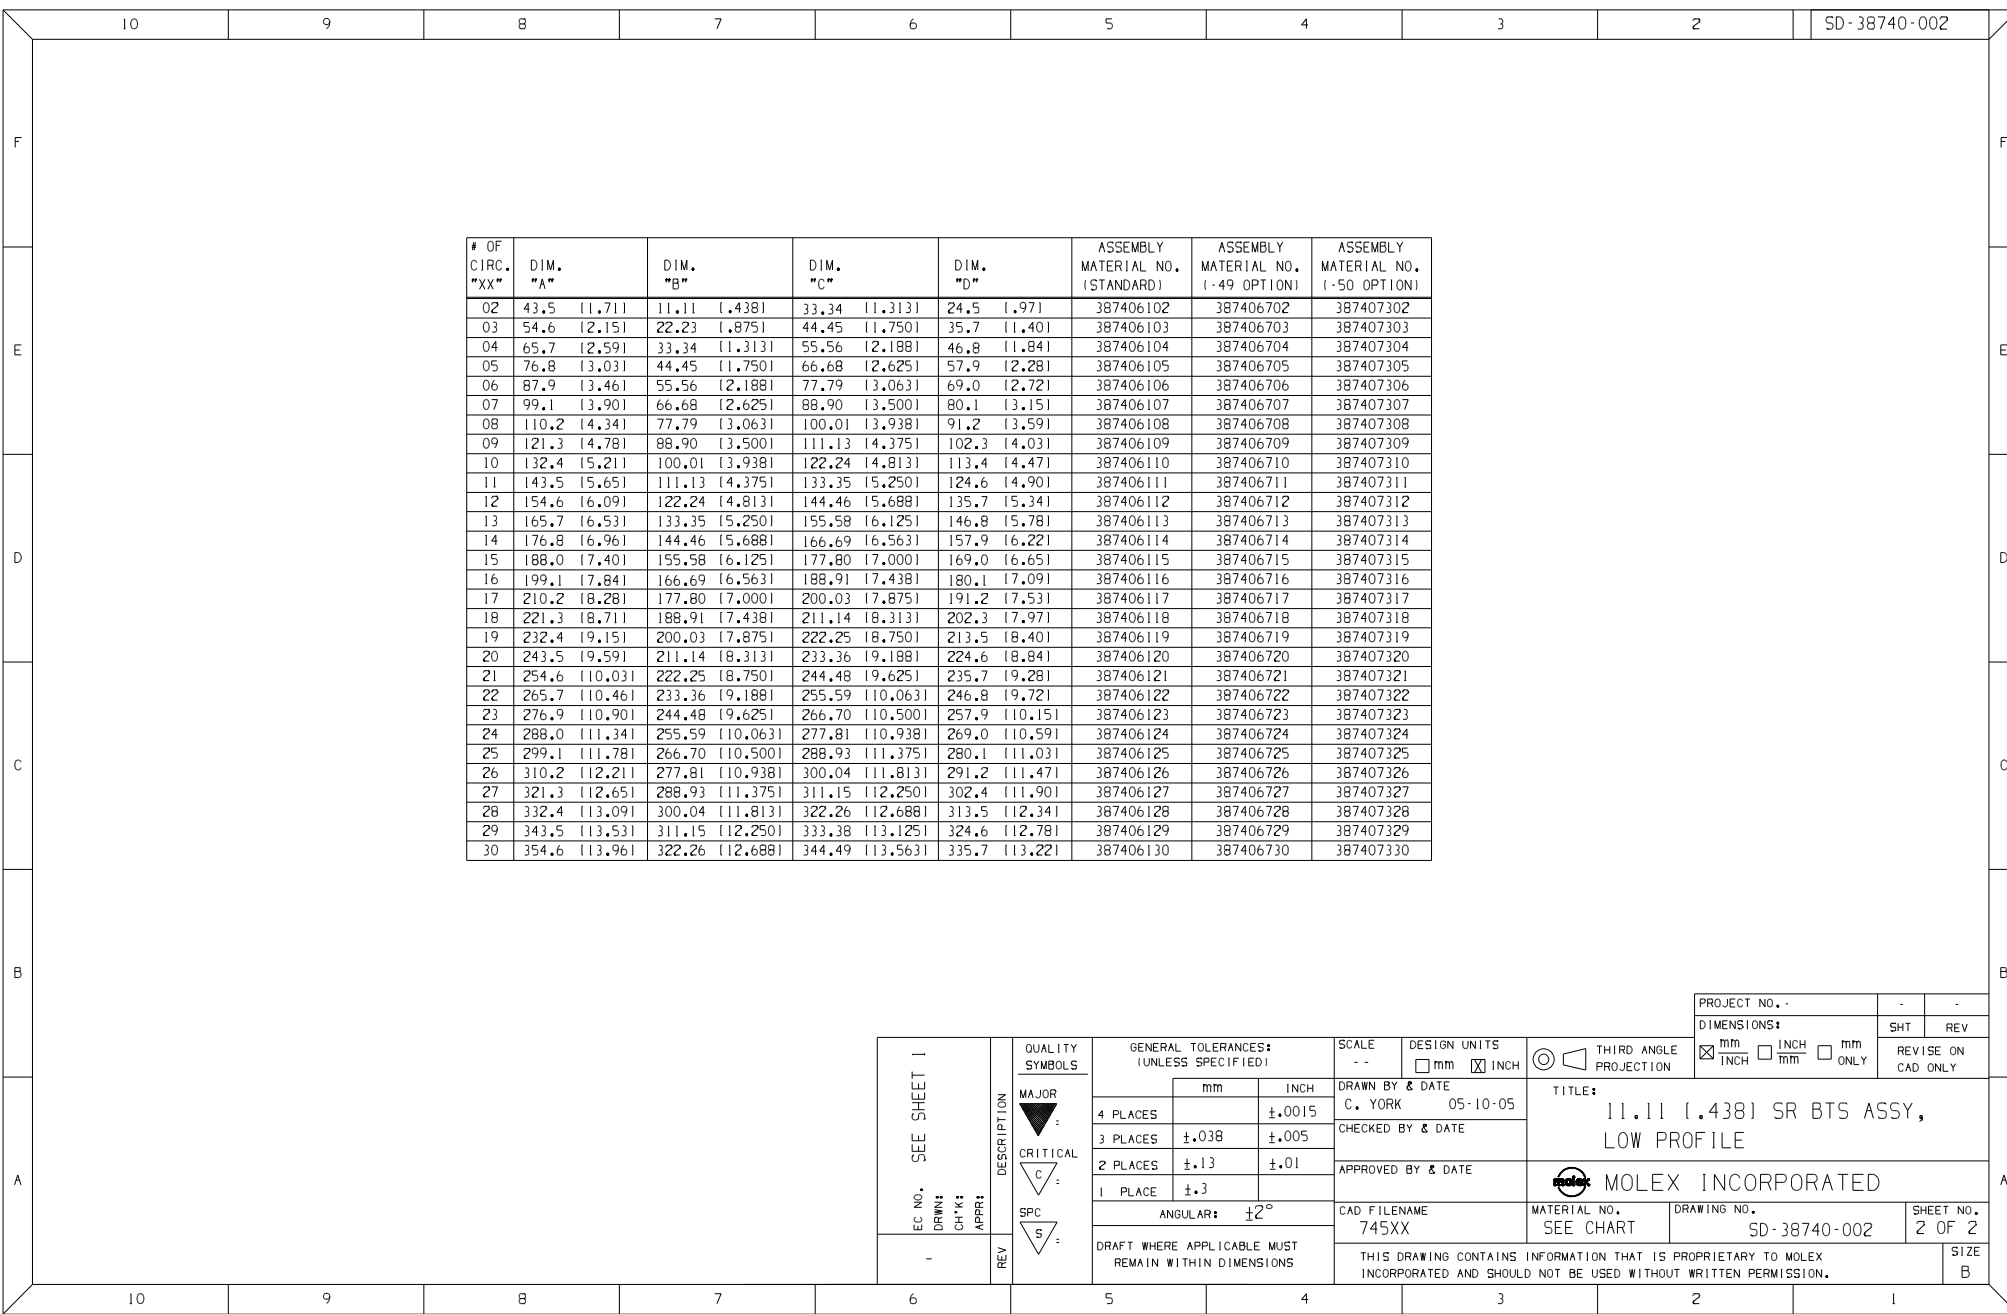 10 9 8 7 6 5 4 3 2 SD-38740-002
F F
E E
D D
C C
B B
A A
# OF CIRC. "XX" DIM. "A" DIM. "B" DIM. "C" DIM. "D" ASSEMBLY MATERIAL NO. (STANDARD) ASSEMBLY MATERIAL NO. (-49 OPTION) ASSEMBLY MATERIAL NO. (-50 OPTION)
02 43.5 [1.71] 11.11 [.438] 33.34 [1.313] 24.5 [.97] 387406102 387406702 387407302
03 54.6 [2.15] 22.23 [.875] 44.45 [1.750] 35.7 [1.40] 387406103 387406703 387407303
04 65.7 [2.59] 33.34 [1.313] 55.56 [2.188] 46.8 [1.84] 387406104 387406704 387407304
05 76.8 [3.03] 44.45 [1.750] 66.68 [2.625] 57.9 [2.28] 387406105 387406705 387407305
06 87.9 [3.46] 55.56 [2.188] 77.79 [3.063] 69.0 [2.72] 387406106 387406706 387407306
07 99.1 [3.90] 66.68 [2.625] 88.90 [3.500] 80.1 [3.15] 387406107 387406707 387407307
08 110.2 [4.34] 77.79 [3.063] 100.01 [3.938] 91.2 [3.59] 387406108 387406708 387407308
09 121.3 [4.78] 88.90 [3.500] 111.13 [4.375] 102.3 [4.03] 387406109 387406709 387407309
10 132.4 [5.21] 100.01 [3.938] 122.24 [4.813] 113.4 [4.47] 387406110 387406710 387407310
11 143.5 [5.65] 111.13 [4.375] 133.35 [5.250] 124.6 [4.90] 387406111 387406711 387407311
12 154.6 [6.09] 122.24 [4.813] 144.46 [5.688] 135.7 [5.34] 387406112 387406712 387407312
13 165.7 [6.53] 133.35 [5.250] 155.58 [6.125] 146.8 [5.78] 387406113 387406713 387407313
14 176.8 [6.96] 144.46 [5.688] 166.69 [6.563] 157.9 [6.22] 387406114 387406714 387407314
15 188.0 [7.40] 155.58 [6.125] 177.80 [7.000] 169.0 [6.65] 387406115 387406715 387407315
16 199.1 [7.84] 166.69 [6.563] 188.91 [7.438] 180.1 [7.09] 387406116 387406716 387407316
17 210.2 [8.28] 177.80 [7.000] 200.03 [7.875] 191.2 [7.53] 387406117 387406717 387407317
18 221.3 [8.71] 188.91 [7.438] 211.14 [8.313] 202.3 [7.97] 387406118 387406718 387407318
19 232.4 [9.15] 200.03 [7.875] 222.25 [8.750] 213.5 [8.40] 387406119 387406719 387407319
20 243.5 [9.59] 211.14 [8.313] 233.36 [9.188] 224.6 [8.84] 387406120 387406720 387407320
21 254.6 [10.03] 222.25 [8.750] 244.48 [9.625] 235.7 [9.28] 387406121 387406721 387407321
22 265.7 [10.46] 233.36 [9.188] 255.59 [10.063] 246.8 [9.72] 387406122 387406722 387407322
23 276.9 [10.90] 244.48 [9.625] 266.70 [10.500] 257.9 [10.15] 387406123 387406723 387407323
24 288.0 [11.34] 255.59 [10.063] 277.81 [10.938] 269.0 [10.59] 387406124 387406724 387407324
25 299.1 [11.78] 266.70 [10.500] 288.93 [11.375] 280.1 [11.03] 387406125 387406725 387407325
26 310.2 [12.21] 277.81 [10.938] 300.04 [11.813] 291.2 [11.47] 387406126 387406726 387407326
27 321.3 [12.65] 288.93 [11.375] 311.15 [12.250] 302.4 [11.90] 387406127 387406727 387407327
28 332.4 [13.09] 300.04 [11.813] 322.26 [12.688] 313.5 [12.34] 387406128 387406728 387407328
29 343.5 [13.53] 311.15 [12.250] 333.38 [13.125] 324.6 [12.78] 387406129 387406729 387407329
30 354.6 [13.96] 322.26 [12.688] 344.49 [13.563] 335.7 [13.22] 387406130 387406730 387407330
PROJECT NO. - - -
DIMENSIONS: SHT REV
mm/INCH INCH/mm mm ONLY
REVISE ON CAD ONLY
EC NO. SEE SHEET 1
DRWN:
CH'K:
APPR:
-
DESCRIPTION
REV
QUALITY SYMBOLS
MAJOR
:
CRITICAL
C :
SPC
S :
GENERAL TOLERANCES:
(UNLESS SPECIFIED)
mm INCH
4 PLACES ±.0015
3 PLACES ±.038 ±.005
2 PLACES ±.13 ±.01
1 PLACE ±.3
ANGULAR: ±2°
DRAFT WHERE APPLICABLE MUST
REMAIN WITHIN DIMENSIONS
SCALE
--
DESIGN UNITS
mm X INCH
THIRD ANGLE
PROJECTION
DRAWN BY & DATE
C. YORK 05-10-05
CHECKED BY & DATE
APPROVED BY & DATE
TITLE:
11.11 [.438] SR BTS ASSY,
LOW PROFILE
molex MOLEX INCORPORATED
CAD FILENAME
745XX
MATERIAL NO.
SEE CHART
DRAWING NO.
SD-38740-002
SHEET NO.
2 OF 2
THIS DRAWING CONTAINS INFORMATION THAT IS PROPRIETARY TO MOLEX
INCORPORATED AND SHOULD NOT BE USED WITHOUT WRITTEN PERMISSION.
SIZE
B
10 9 8 7 6 5 4 3 2 1